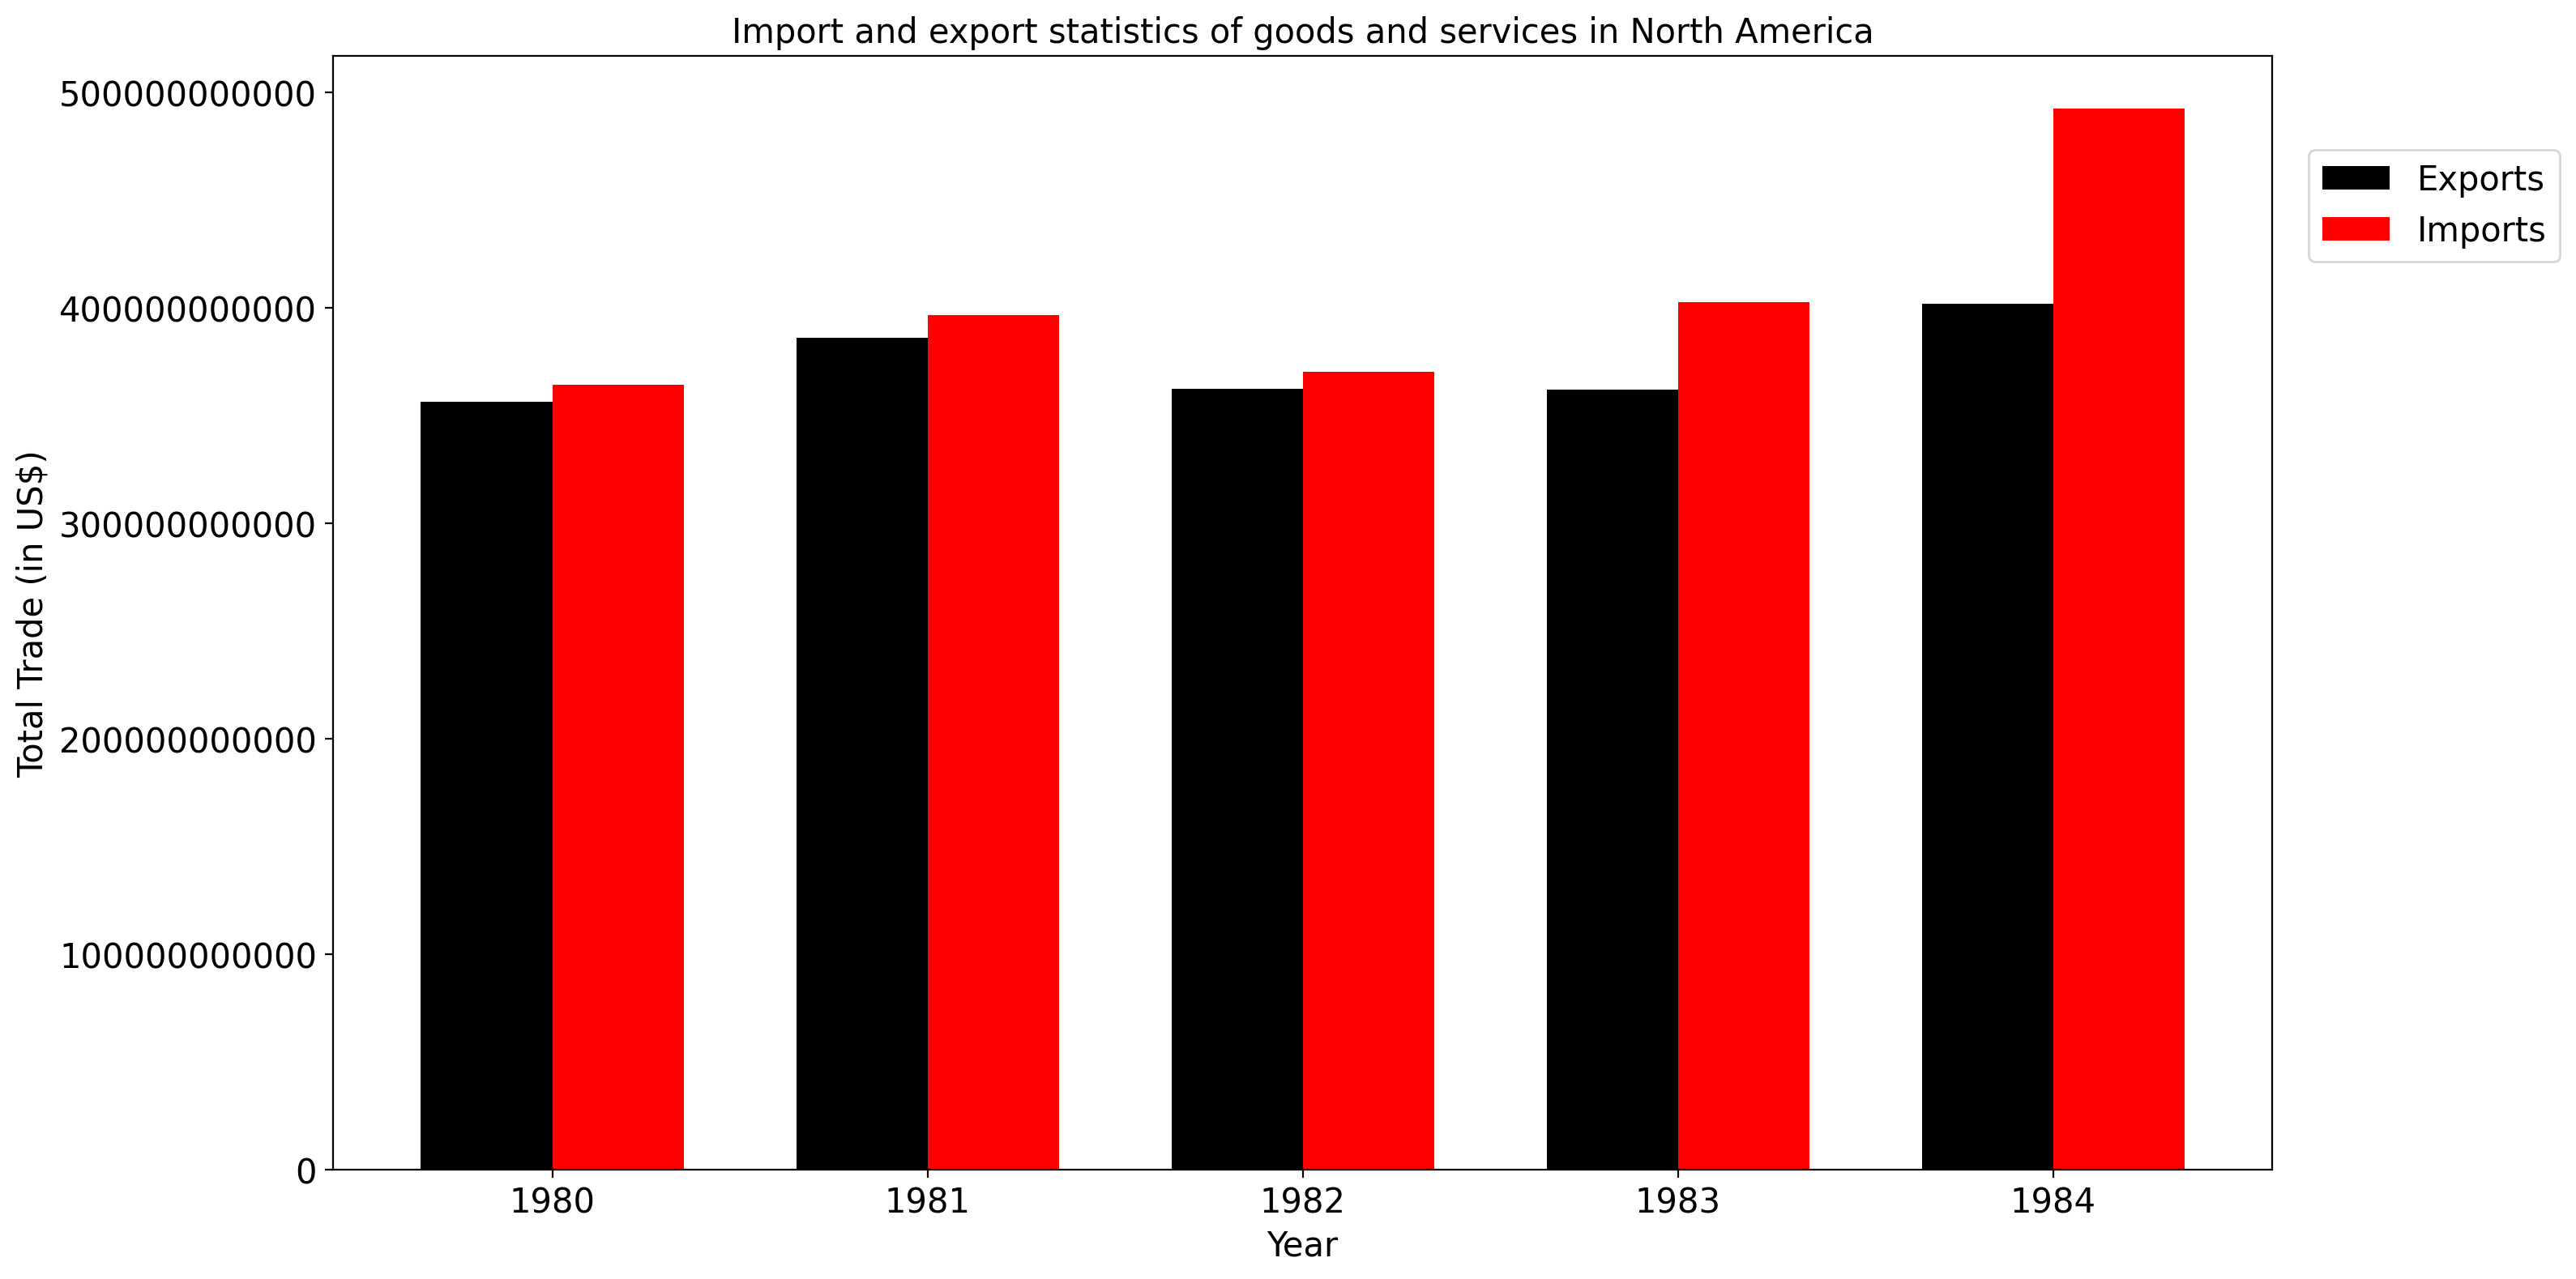 Import and export statistics of goods and services in North America
500000000000
400000000000
300000000000
200000000000
100000000000
0
Total Trade (in US$)
1980
1981
1982
1983
1984
Year
Exports
Imports